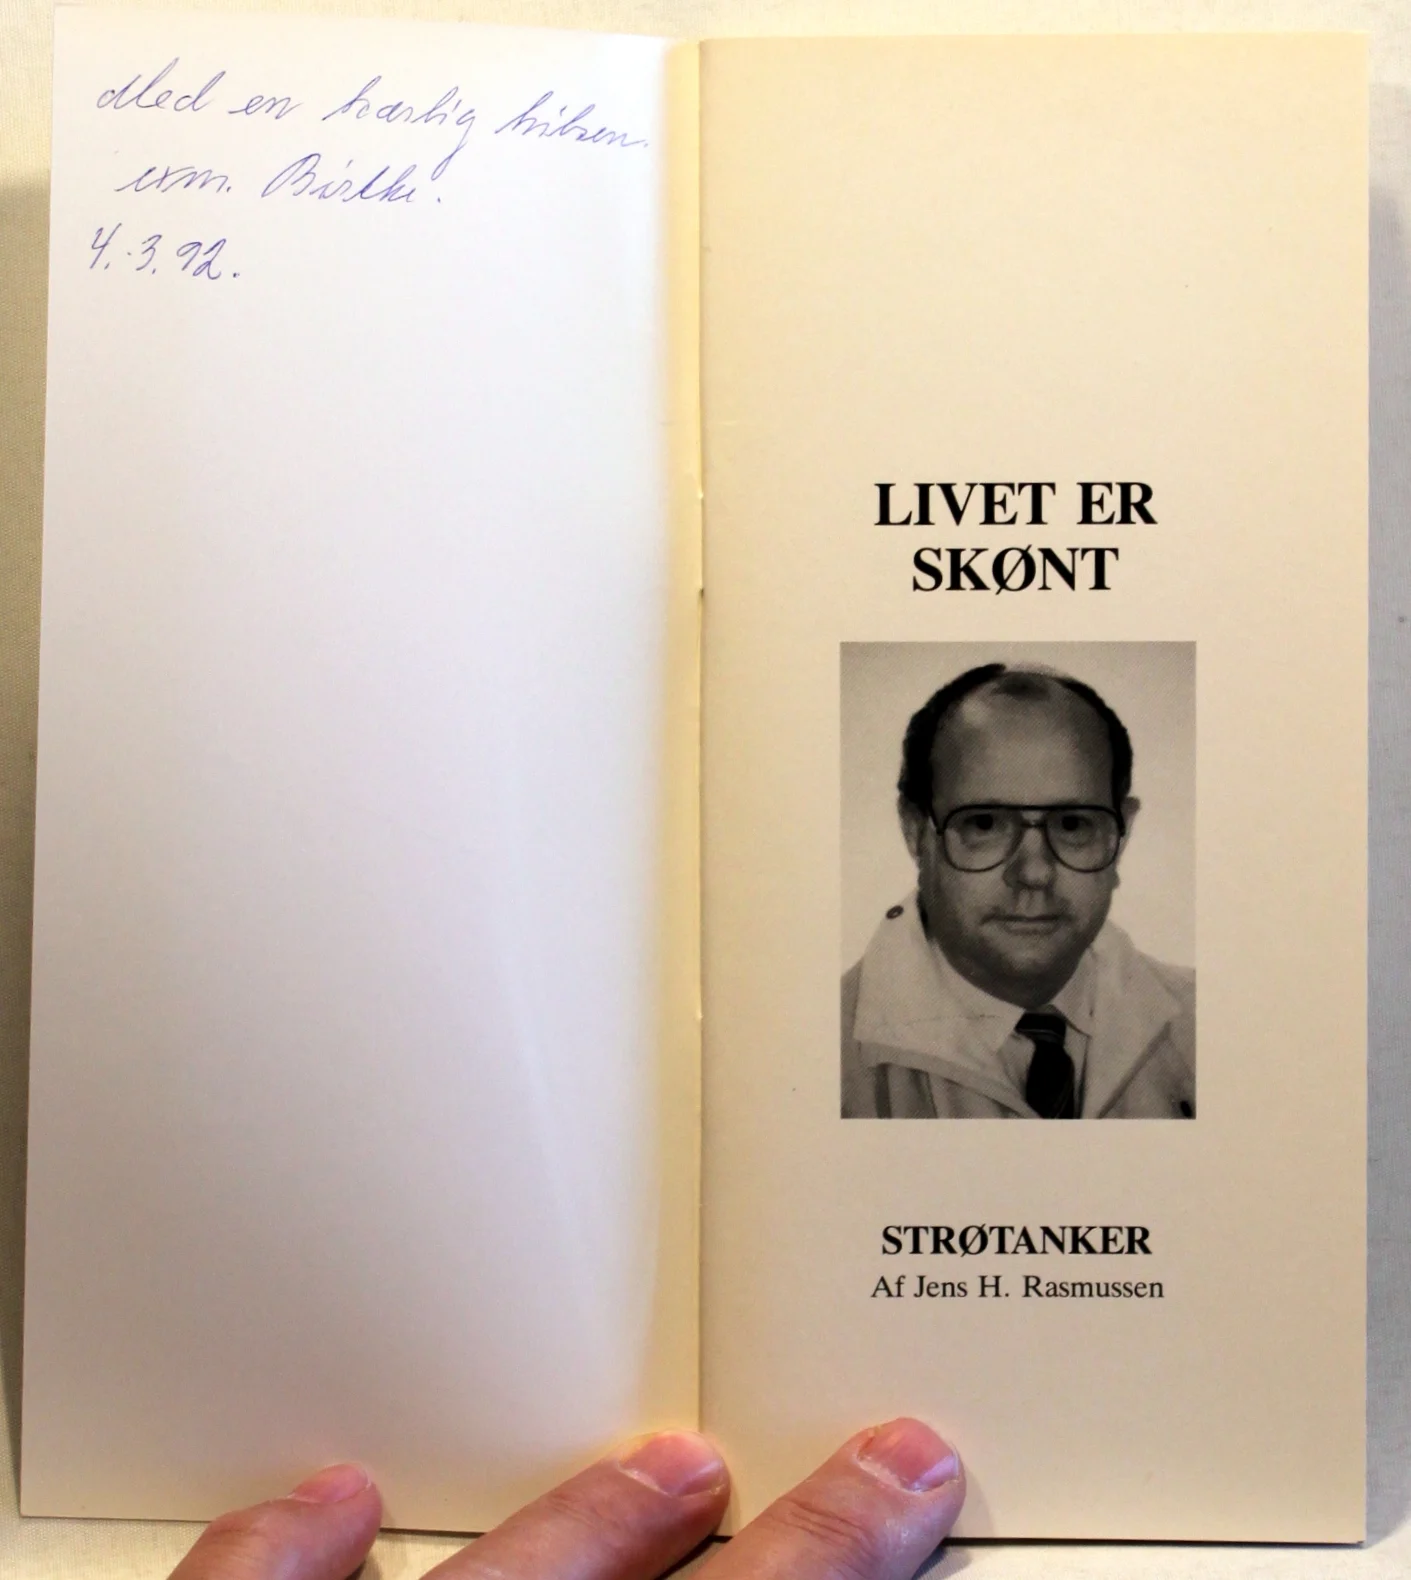 Med en kærlig hilsen.
Birthe.
4.-3.92.
LIVET ER
SKØNT
STRØTANKER
Af Jens H. Rasmussen